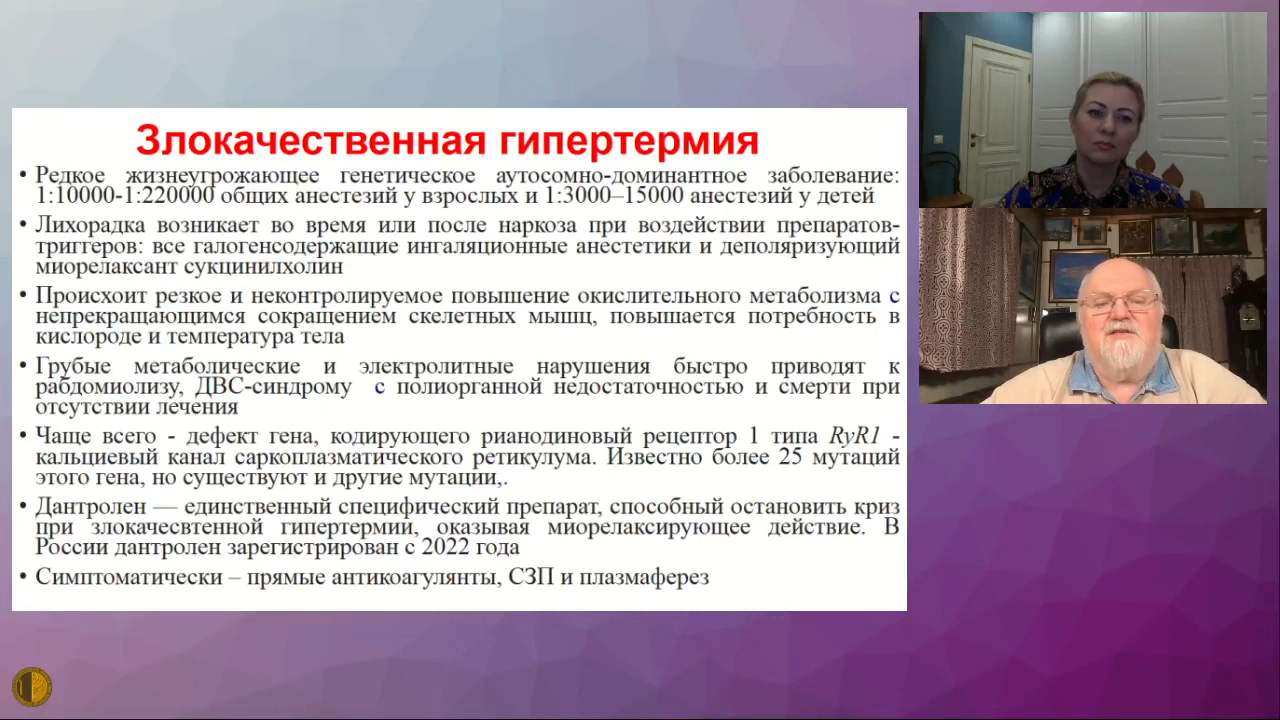 Злокачественная гипертермия
• Редкое жизнеугрожающее генетическое аутосомно-доминантное заболевание:
1:10000-1:220000 общих анестезий у взрослых и 1:3000–15000 анестезий у детей
• Лихорадка возникает во время или после наркоза при воздействии препаратов-
триггеров: все галогенсодержащие ингаляционные анестетики и деполяризующий
миорелаксант сукцинилхолин
• Происхоит резкое и неконтролируемое повышение окислительного метаболизма с
непрекращающимся сокращением скелетных мышц, повышается потребность в
кислороде и температура тела
• Грубые метаболические и электролитные нарушения быстро приводят к
рабдомиолизу, ДВС-синдрому с полиорганной недостаточностью и смерти при
отсутствии лечения
• Чаще всего - дефект гена, кодирующего рианодиновый рецептор 1 типа RyR1 -
кальциевый канал саркоплазматического ретикулума. Известно более 25 мутаций
этого гена, но существуют и другие мутации,.
• Дантролен — единственный специфический препарат, способный остановить криз
при злокачесвтенной гипертермии, оказывая миорелаксирующее действие. В
России дантролен зарегистрирован с 2022 года
• Симптоматически – прямые антикоагулянты, СЗП и плазмаферез